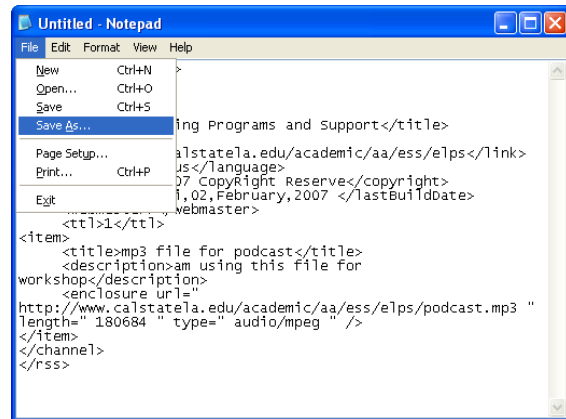 Untitled - Notepad
File Edit Format View Help
New Ctrl+N
Open... Ctrl+O
Save Ctrl+S
Save As...
Page Setup...
Print... Ctrl+P
Exit
>
ing Programs and Support</title>
alstatela.edu/academic/aa/ess/elps</link>
us</language>
07 CopyRight Reserve</copyright>
i,02,February,2007 </lastBuildDate>
webmaster>
<ttl>1</ttl>
<item>
<title>mp3 file for podcast</title>
<description>am using this file for
workshop</description>
<enclosure url="
http://www.calstatela.edu/academic/aa/ess/elps/podcast.mp3 "
length=" 180684 " type=" audio/mpeg " />
</item>
</channel>
</rss>